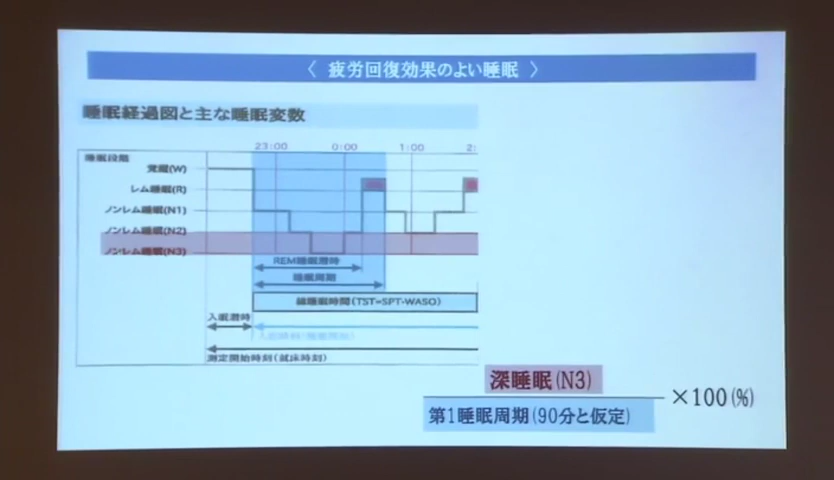 〈 疲労回復効果のよい睡眠 〉
睡眠経過図と主な睡眠変数
23:00 0:00 1:00 2:
睡眠段階
覚醒(W)
レム睡眠(R)
ノンレム睡眠(N1)
ノンレム睡眠(N2)
ノンレム睡眠(N3)
REM睡眠潜時
睡眠周期
総睡眠時間(TST=SPT-WASO)
入眠潜時
測定開始時刻(就床時刻)
深睡眠(N3)
第1睡眠周期(90分と仮定)
×100(%)